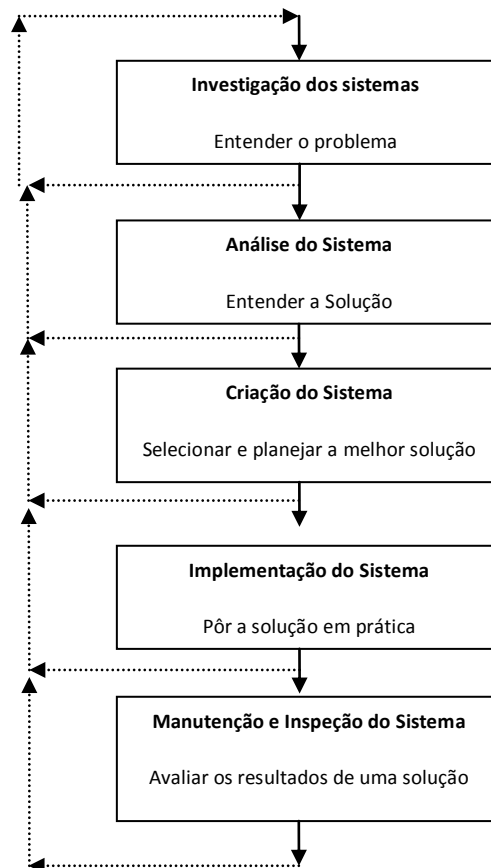 Investigação dos sistemas
Entender o problema
Análise do Sistema
Entender a Solução
Criação do Sistema
Selecionar e planejar a melhor solução
Implementação do Sistema
Pôr a solução em prática
Manutenção e Inspeção do Sistema
Avaliar os resultados de uma solução